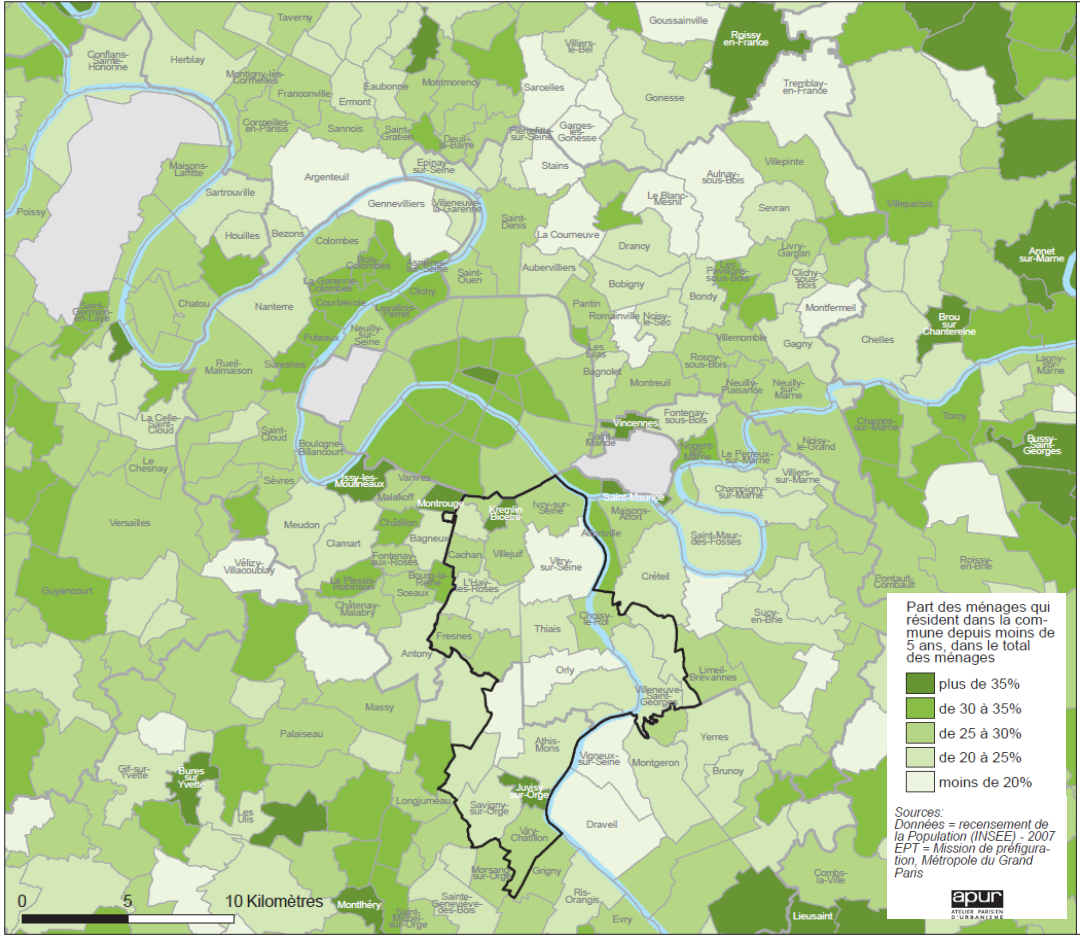 Taverny
Goussainville
Roissy
en-France
Conflans-
Sainte-
Honorine
Herblay
Villiers-
le-Bel
Tremblay-
en-France
Montigny-lès-
Cormeilles
Eaubonne
Montmorency
Sarcelles
Gonesse
Franconville
Ermont
Cormeilles-
en-Parisis
Sannois
Saint-
Gratien
Deuil-
la-Barre
Pierrefitte-
sur-Seine
Garges-
lès-
Gonesse
Stains
Villepinte
Maisons-
Laffitte
Argenteuil
Epinay-
sur-Seine
Aulnay-
sous-Bois
Sartrouville
Gennevilliers
Villeneuve-
la-Garenne
Le Blanc-
Mesnil
Sevran
Villeparisis
Poissy
Houilles
Bezons
Colombes
Saint-
Denis
La Courneuve
Drancy
Livry-
Gargan
Annet
sur-Marne
Bois-
Colombes
Asnières-
sur-Seine
Saint-
Ouen
Aubervilliers
Bobigny
Les
Pavillons-
sous-Bois
Clichy-
sous-
Bois
La Garenne-
Colombes
Clichy
Bondy
Montfermeil
Saint-
Germain-
en-Laye
Chatou
Nanterre
Courbevoie
Levallois-
Perret
Pantin
Romainville
Noisy-
le-Sec
Brou
sur
Chantereine
Puteaux
Neuilly-
sur-
Seine
Les
Lilas
Villemomble
Gagny
Chelles
Rueil-
Malmaison
Suresnes
Bagnolet
Rosny-
sous-Bois
Lagny-
sur-
Marne
Montreuil
Neuilly-
Plaisance
Neuilly-
sur-
Marne
La Celle-
Saint-
Cloud
Saint-
Cloud
Vincennes
Fontenay-
sous-Bois
Champs-
sur-Marne
Torcy
Boulogne-
Billancourt
Saint-
Mandé
Nogent-
sur-
Marne
Le Perreux-
sur-Marne
Noisy-
le-Grand
Bussy-
Saint-
Georges
Le
Chesnay
Sèvres
Issy-les-
Moulineaux
Vanves
Villiers-
sur-Marne
Malakoff
Montrouge
Kremlin
Bicêtre
Ivry-sur-
Seine
Saint-Maurice
Champigny-
sur-Marne
Versailles
Meudon
Châtillon
Maisons-
Alfort
Clamart
Bagneux
Alfortville
Saint-Maur-
des-Fossés
Vélizy-
Villacoublay
Fontenay-
aux-Roses
Cachan
Villejuif
Vitry-
sur-Seine
Roissy-
en-Brie
Guyancourt
Le Plessis-
Robinson
Bourg-la-
Reine
L'Haÿ-
les-Roses
Créteil
Pontault-
Combault
Sceaux
Châtenay-
Malabry
Choisy-
le-Roi
Sucy-
en-Brie
Fresnes
Thiais
Antony
Orly
Limeil-
Brévannes
Massy
Villeneuve-
Saint-
Georges
Palaiseau
Athis-
Mons
Yerres
Gif-sur-
Yvette
Bures
sur
Yvette
Vigneux-
sur-Seine
Montgeron
Brunoy
Juvisy
sur-Orge
Les
Ulis
Longjumeau
Savigny-
sur-Orge
Viry-
Châtillon
Draveil
Morsang-
sur-Orge
Grigny
Combs-
la-Ville
Ris-
Orangis
Sainte-
Geneviève-
des-Bois
Montlhéry
Saint-
Michel-
sur-Orge
Evry
Lieusaint
0 5 10 Kilomètres
Part des ménages qui
résident dans la com-
mune depuis moins de
5 ans, dans le total
des ménages
plus de 35%
de 30 à 35%
de 25 à 30%
de 20 à 25%
moins de 20%
Sources:
Données = recensement de
la Population (INSEE) - 2007
EPT = Mission de préfigura-
tion, Métropole du Grand
Paris
apur
ATELIER PARISIEN
D'URBANISME